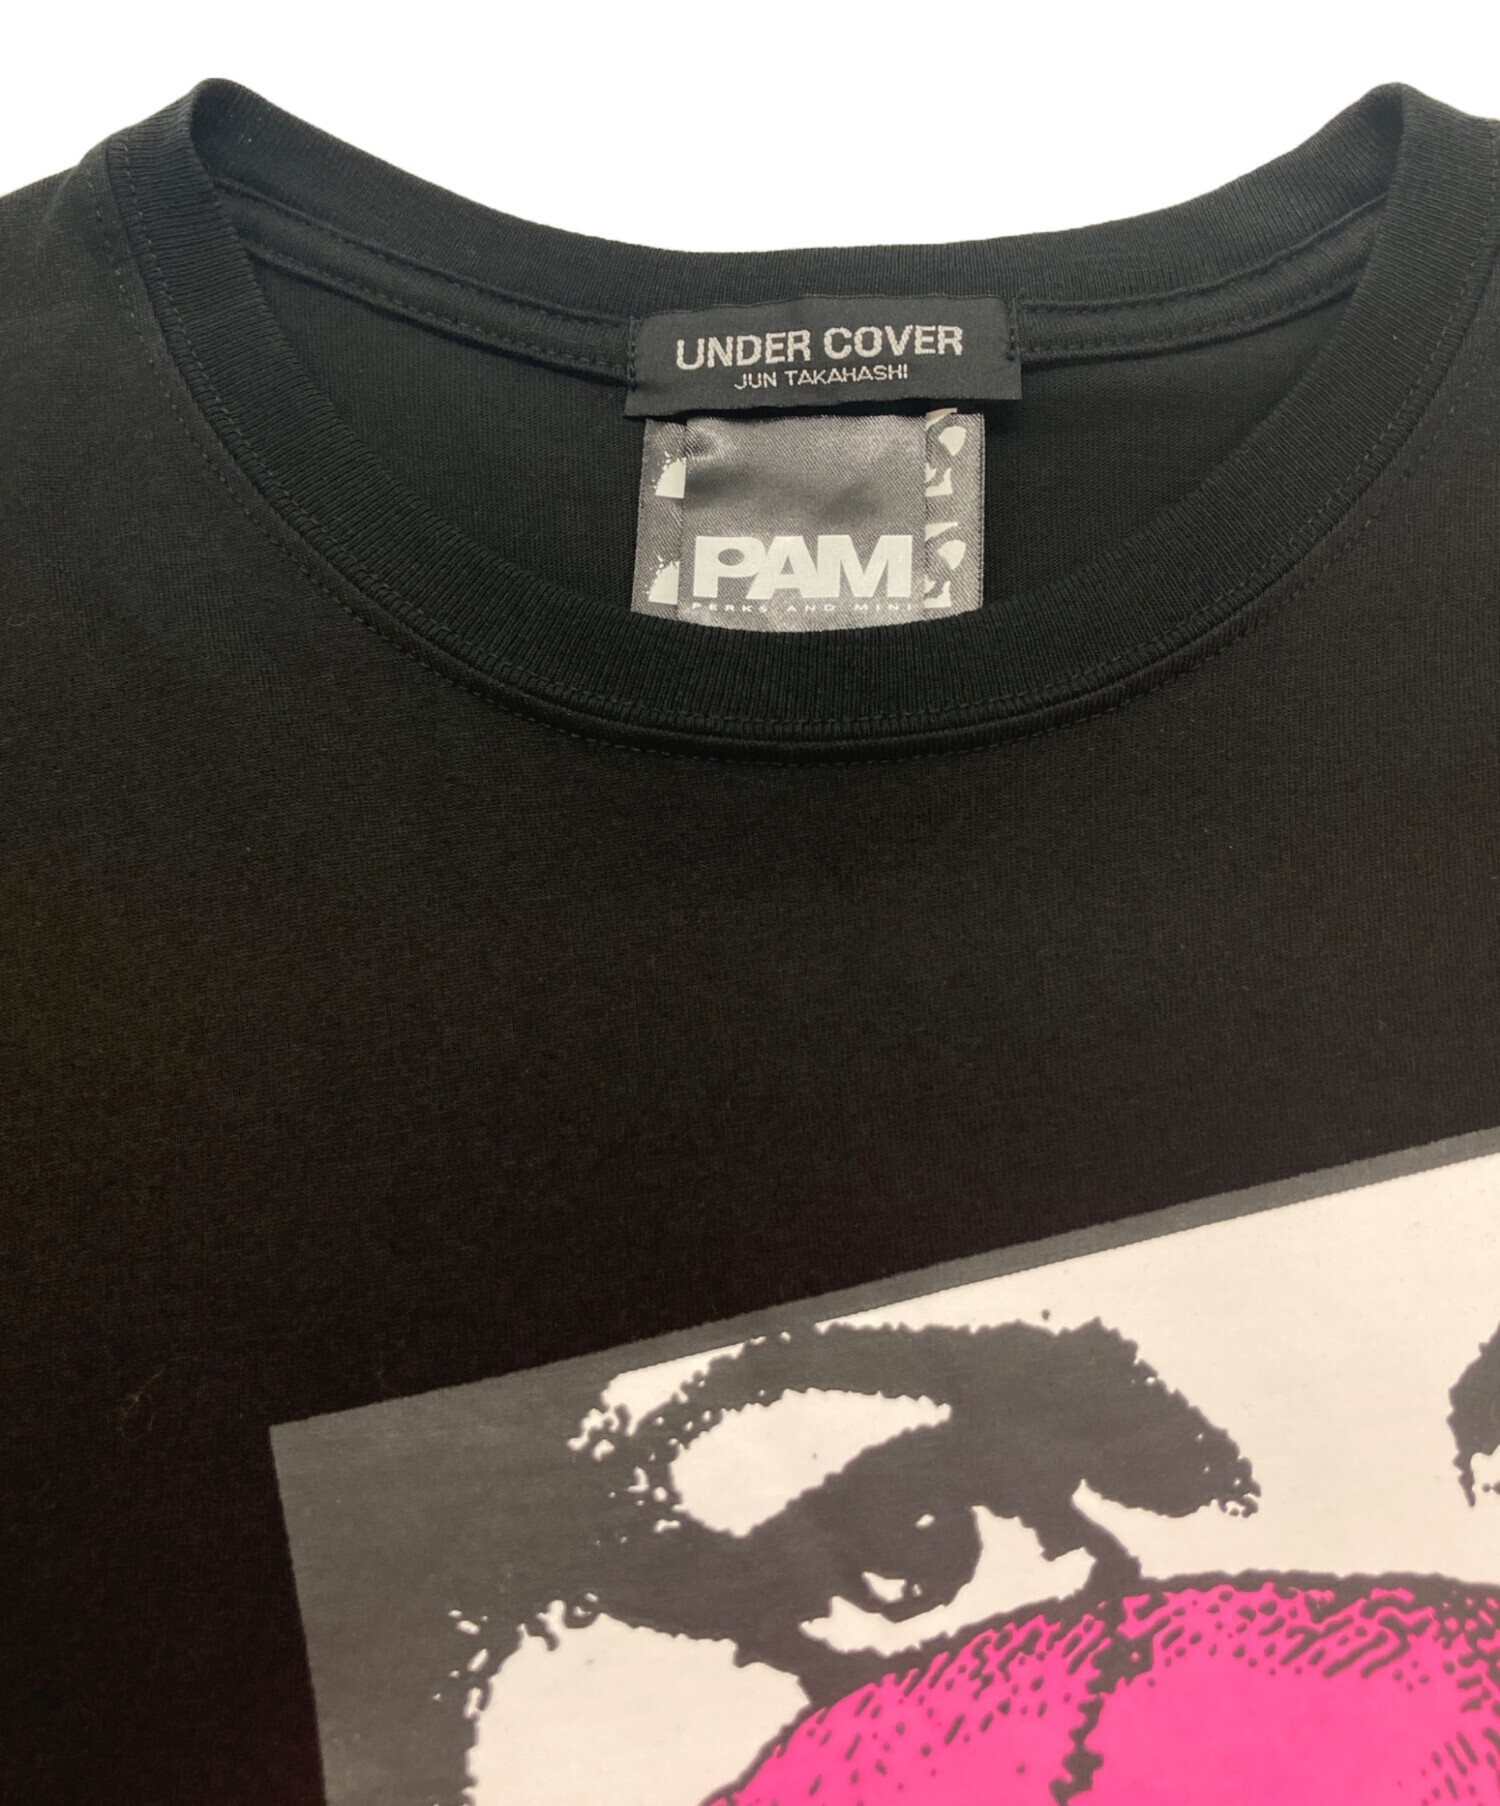 UNDER COVER
JUN TAKAHASHI
PAM
PERKS AND MINI